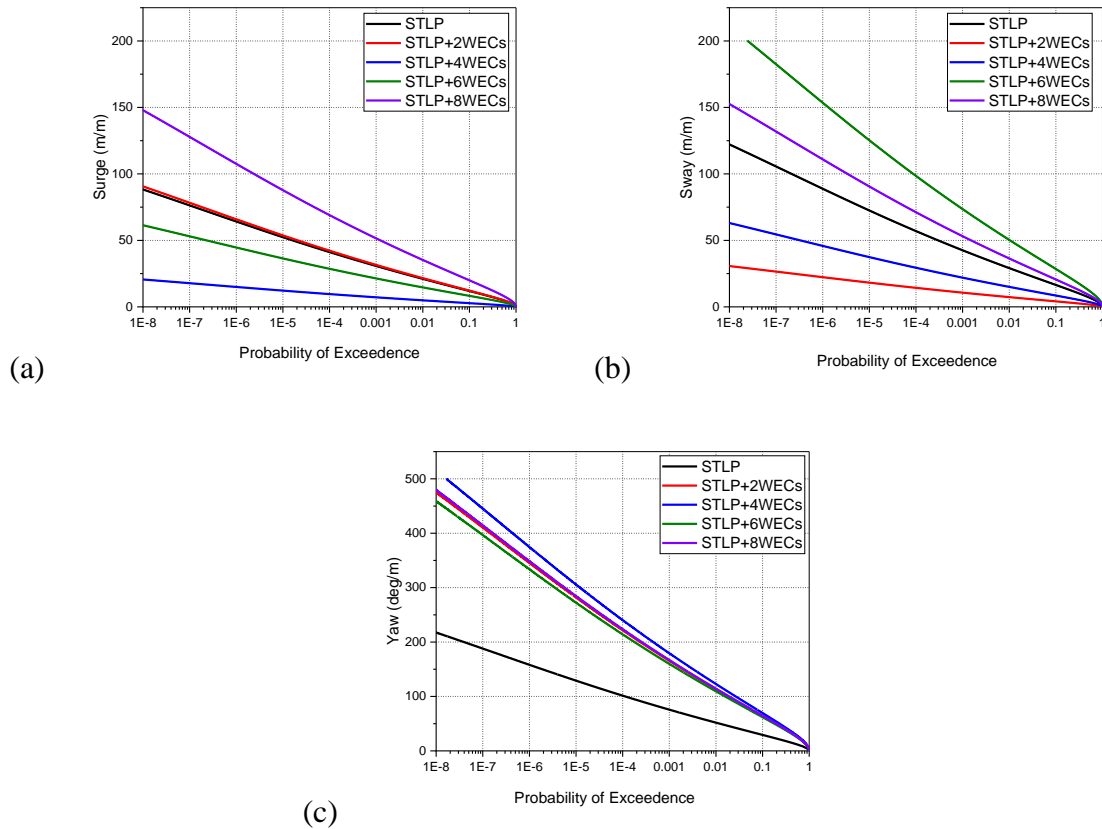 STLP
STLP+2WECs
STLP+4WECs
STLP+6WECs
STLP+8WECs
200
150
100
50
0
Surge (m/m)
1E-8 1E-7 1E-6 1E-5 1E-4 0.001 0.01 0.1 1
Probability of Exceedence
(a)
STLP
STLP+2WECs
STLP+4WECs
STLP+6WECs
STLP+8WECs
200
150
100
50
0
Sway (m/m)
1E-8 1E-7 1E-6 1E-5 1E-4 0.001 0.01 0.1 1
Probability of Exceedence
(b)
STLP
STLP+2WECs
STLP+4WECs
STLP+6WECs
STLP+8WECs
500
400
300
200
100
0
Yaw (deg/m)
1E-8 1E-7 1E-6 1E-5 1E-4 0.001 0.01 0.1 1
Probability of Exceedence
(c)